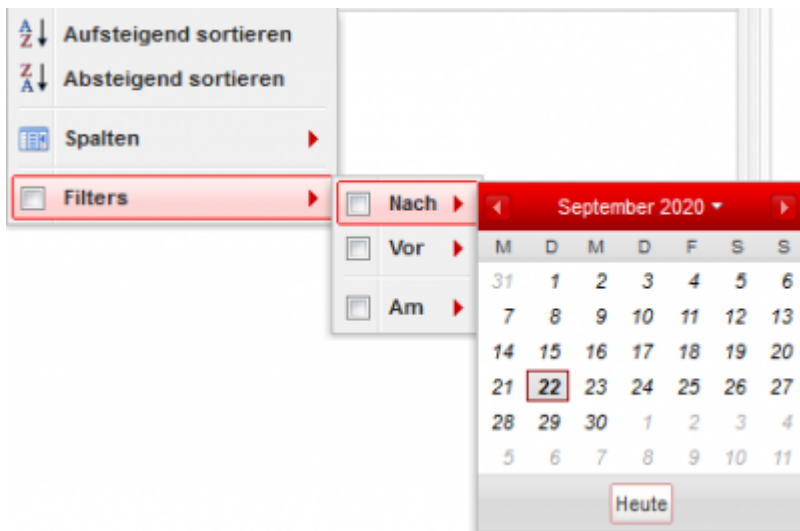 Aufsteigend sortieren
Absteigend sortieren
Spalten
Filters
Nach
Vor
Am
September 2020
M D M D F S S
31 1 2 3 4 5 6
7 8 9 10 11 12 13
14 15 16 17 18 19 20
21 22 23 24 25 26 27
28 29 30 1 2 3 4
5 6 7 8 9 10 11
Heute